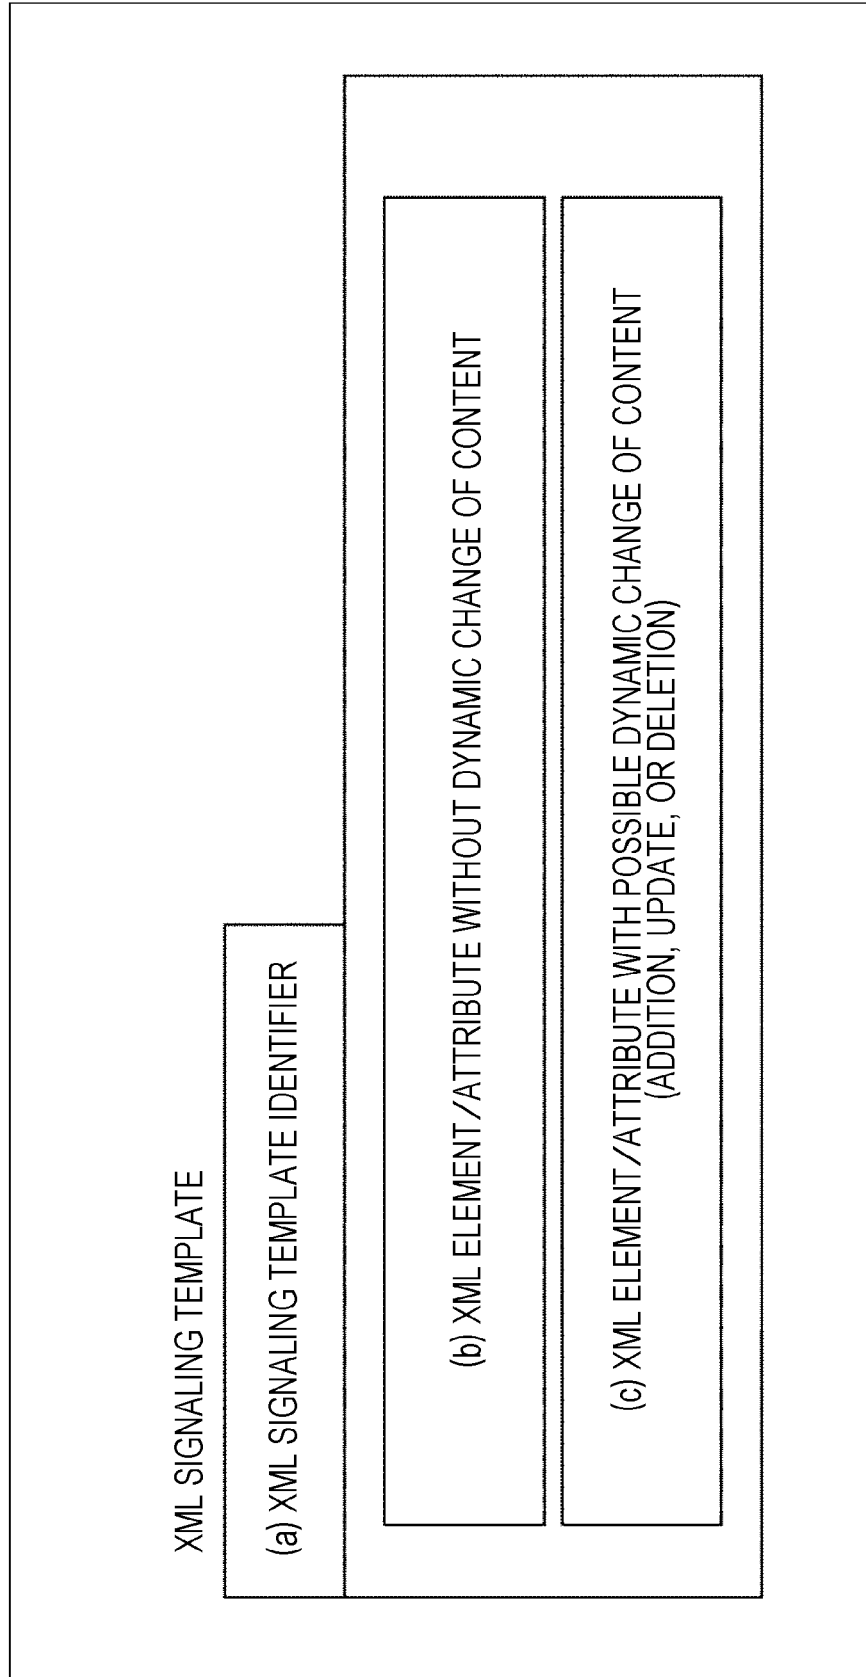 XML SIGNALING TEMPLATE
(a) XML SIGNALING TEMPLATE IDENTIFIER
(b) XML ELEMENT/ATTRIBUTE WITHOUT DYNAMIC CHANGE OF CONTENT
(c) XML ELEMENT/ATTRIBUTE WITH POSSIBLE DYNAMIC CHANGE OF CONTENT
(ADDITION, UPDATE, OR DELETION)